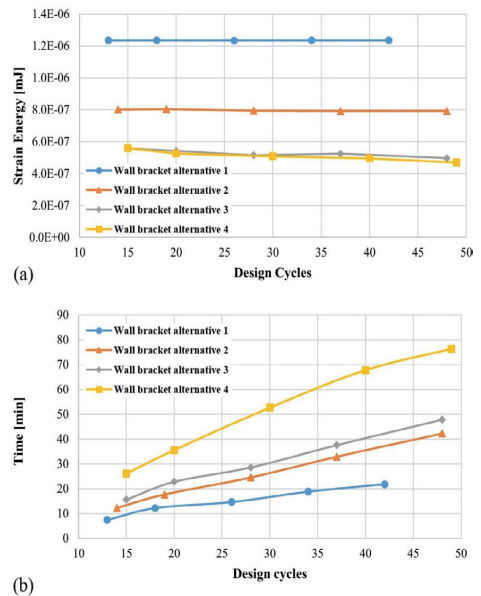 (a)
Strain Energy [mJ]
1.4E-06
1.2E-06
1.0E-06
8.0E-07
6.0E-07
4.0E-07
2.0E-07
0.0E+00
Wall bracket alternative 1
Wall bracket alternative 2
Wall bracket alternative 3
Wall bracket alternative 4
10 15 20 25 30 35 40 45 50
Design Cycles
(b)
Time [min]
90
80
70
60
50
40
30
20
10
0
Wall bracket alternative 1
Wall bracket alternative 2
Wall bracket alternative 3
Wall bracket alternative 4
10 15 20 25 30 35 40 45 50
Design cycles